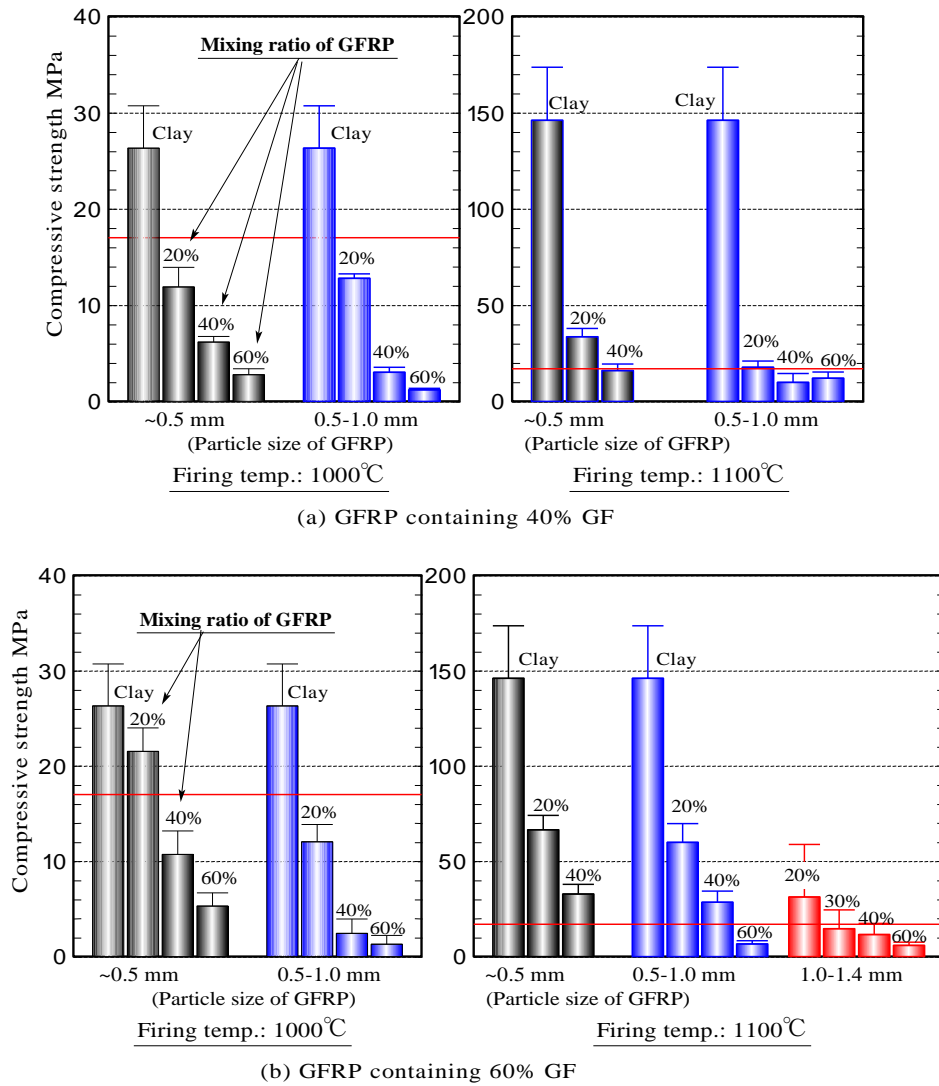 40
30
20
10
0
Compressive strength MPa
Mixing ratio of GFRP
Clay
20%
40%
60%
Clay
20%
40%
60%
~0.5 mm
0.5-1.0 mm
(Particle size of GFRP)
Firing temp.: 1000℃
200
150
100
50
0
Clay
20%
40%
Clay
20%
40%
60%
~0.5 mm
0.5-1.0 mm
(Particle size of GFRP)
Firing temp.: 1100℃
(a) GFRP containing 40% GF
40
30
20
10
0
Compressive strength MPa
Mixing ratio of GFRP
Clay
20%
40%
60%
Clay
20%
40%
60%
~0.5 mm
0.5-1.0 mm
(Particle size of GFRP)
Firing temp.: 1000℃
200
150
100
50
0
Clay
20%
40%
Clay
20%
40%
60%
20%
30%
40%
60%
~0.5 mm
0.5-1.0 mm
1.0-1.4 mm
(Particle size of GFRP)
Firing temp.: 1100℃
(b) GFRP containing 60% GF